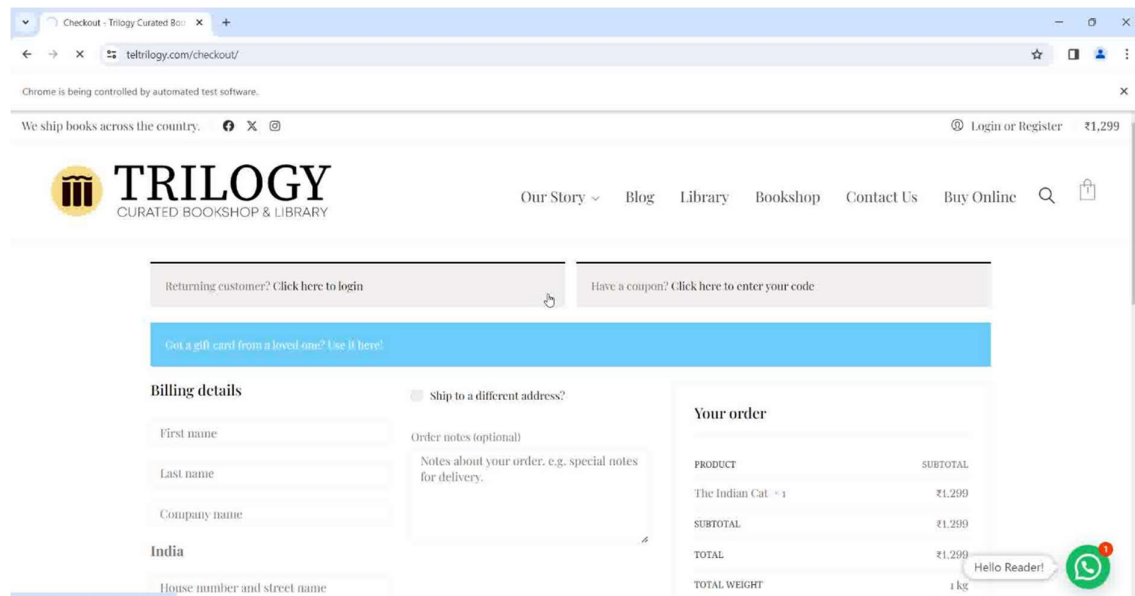 Checkout - Trilogy Curated Boo
teltrilogy.com/checkout/
Chrome is being controlled by automated test software.
We ship books across the country.
Login or Register ₹1,299
TRILOGY
CURATED BOOKSHOP & LIBRARY
Our Story Blog Library Bookshop Contact Us Buy Online
Returning customer? Click here to login
Have a coupon? Click here to enter your code
Got a gift card from a loved one? Use it here!
Billing details
First name
Last name
Company name
India
House number and street name
Ship to a different address?
Order notes (optional)
Notes about your order, e.g. special notes
for delivery.
Your order
PRODUCT SUBTOTAL
The Indian Cat × 1 ₹1,299
SUBTOTAL ₹1,299
TOTAL ₹1,299
TOTAL WEIGHT 1 kg
Hello Reader!
1